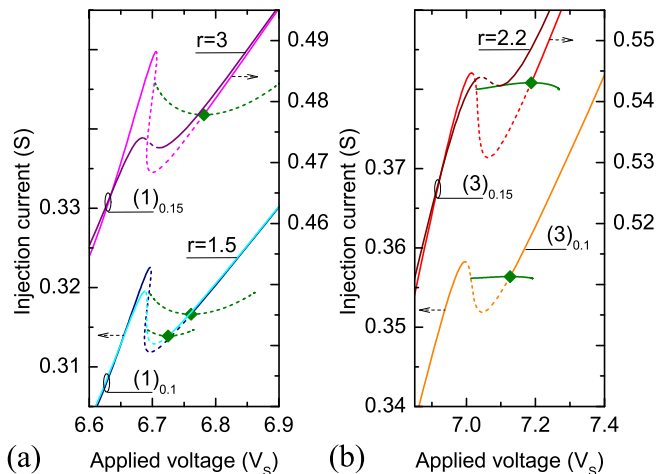 r=3
0.49
0.48
0.47
0.46
0.33
0.32
0.31
(1)0.15
r=1.5
(1)0.1
6.6 6.7 6.8 6.9
Injection current (S)
Applied voltage (VS)
(a)
r=2.2
0.55
0.54
0.53
0.52
0.37
0.36
0.35
0.34
(3)0.15
(3)0.1
7.0 7.2 7.4
Injection current (S)
Applied voltage (VS)
(b)